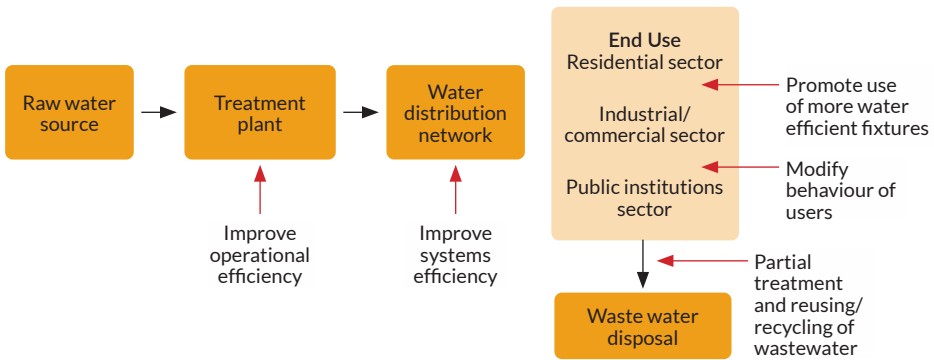 Raw water
source
Treatment
plant
Water
distribution
network
End Use
Residential sector
Industrial/
commercial sector
Public institutions
sector
Promote use
of more water
efficient fixtures
Modify
behaviour of
users
Improve
operational
efficiency
Improve
systems
efficiency
Partial
treatment
and reusing/
recycling of
wastewater
Waste water
disposal